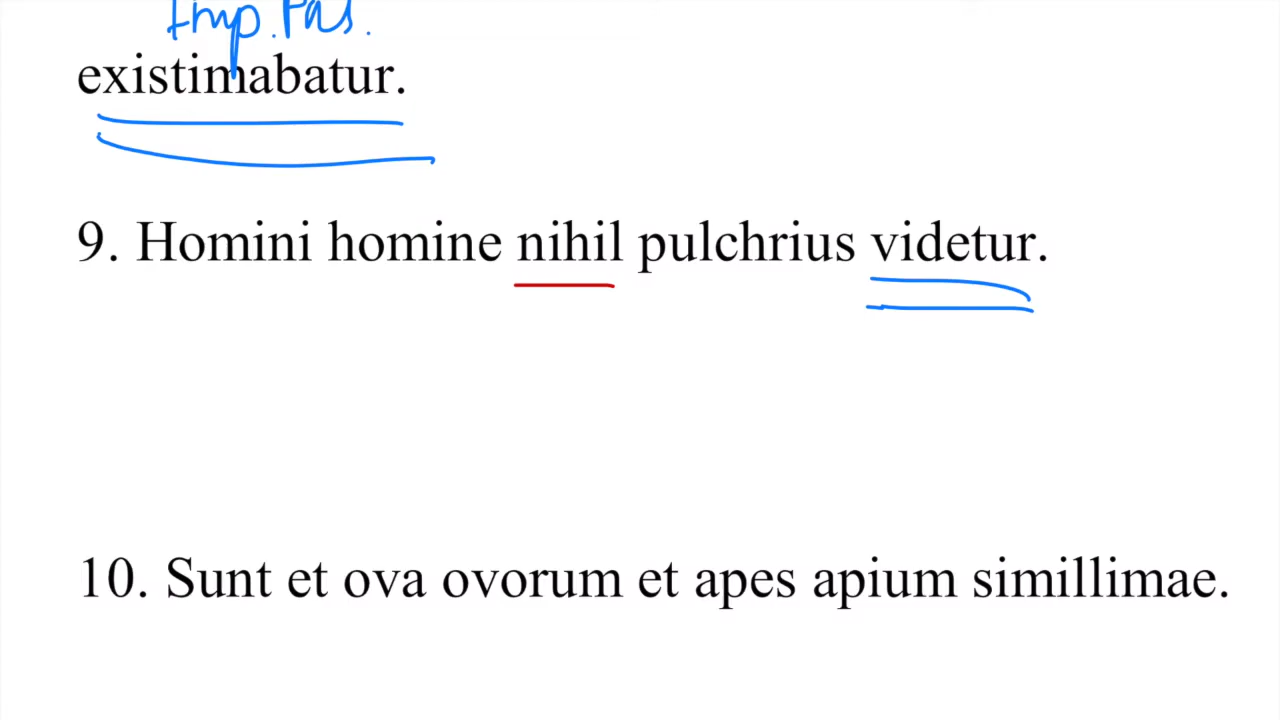 Imp. Pas.
existimabatur.
9. Homini homine nihil pulchrius videtur.
10. Sunt et ova ovorum et apes apium simillimae.